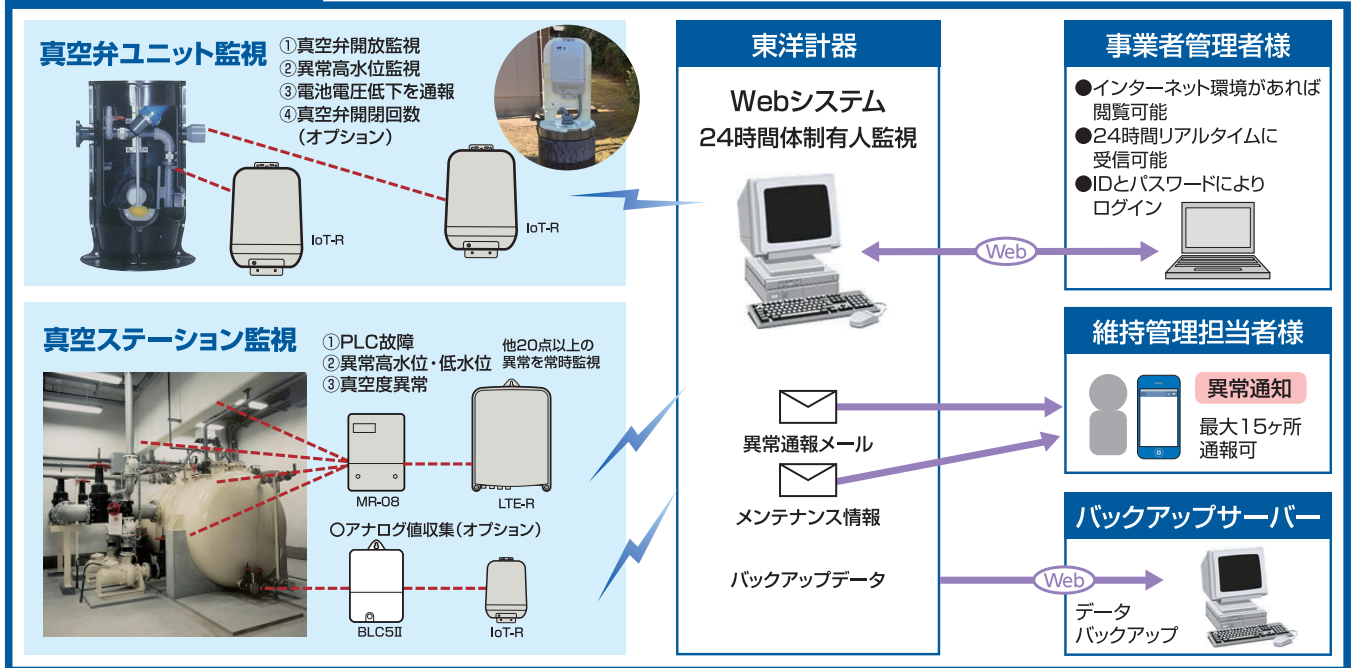 真空弁ユニット監視
①真空弁開放監視
②異常高水位監視
③電池電圧低下を通報
④真空弁開閉回数
（オプション）
IoT-R
IoT-R
真空ステーション監視
①PLC故障
②異常高水位・低水位
③真空度異常
他20点以上の
異常を常時監視
MR-08
LTE-R
○アナログ値収集（オプション）
BLC5Ⅱ
IoT-R
東洋計器
Webシステム
24時間体制有人監視
異常通報メール
メンテナンス情報
バックアップデータ
事業者管理者様
●インターネット環境があれば
閲覧可能
●24時間リアルタイムに
受信可能
●IDとパスワードにより
ログイン
Web
維持管理担当者様
異常通知
最大15ヶ所
通報可
バックアップサーバー
Web
データ
バックアップ